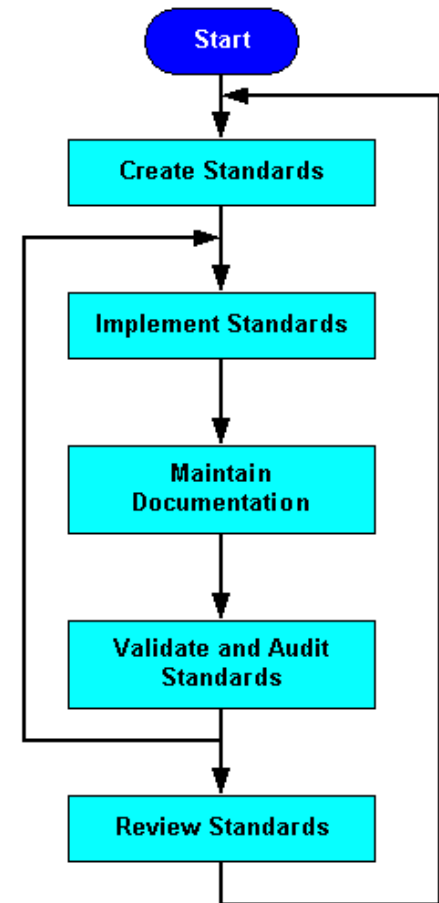 Start
Create Standards
Implement Standards
Maintain
Documentation
Validate and Audit
Standards
Review Standards